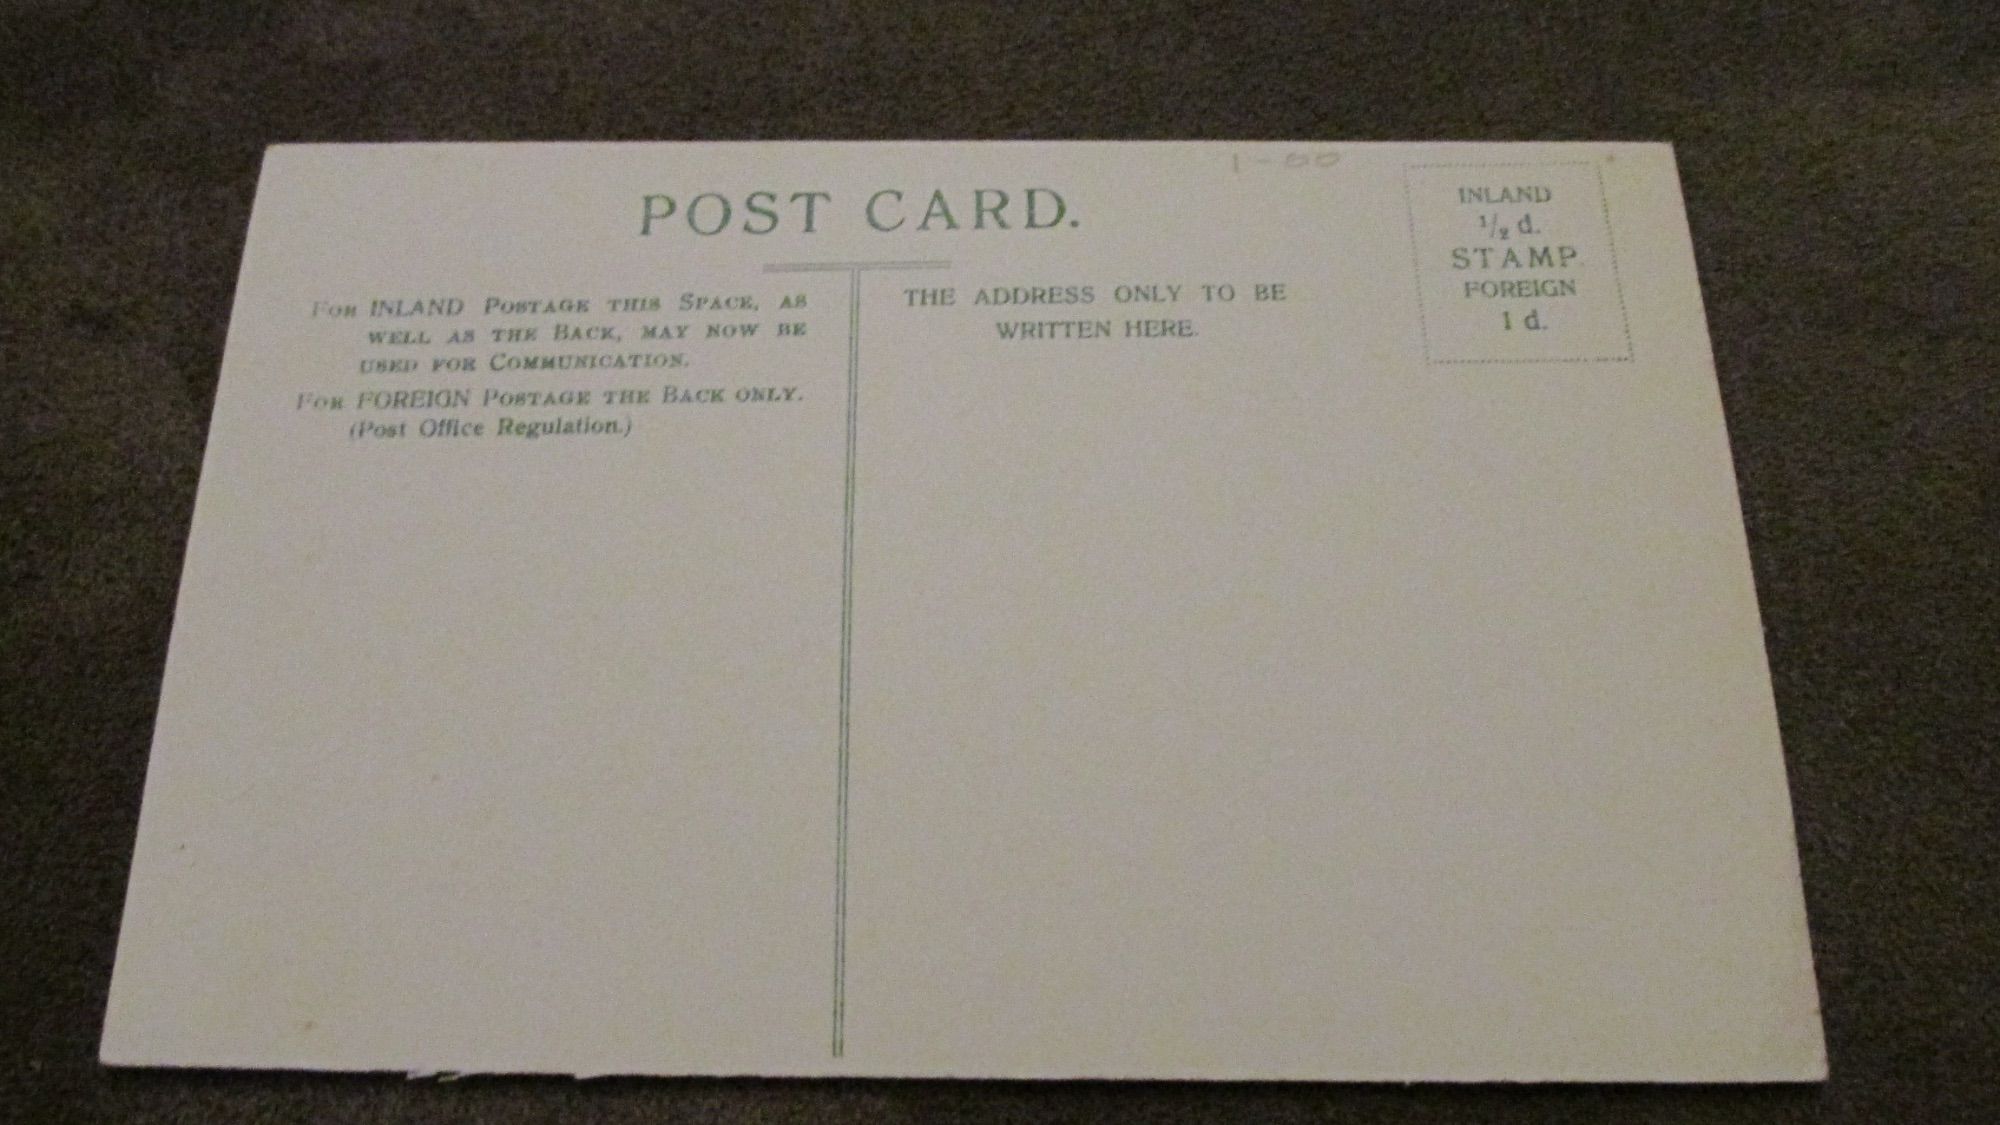 1-60
POST CARD.
INLAND
1/2 d.
STAMP.
FOREIGN
1 d.
For INLAND Postage this Space, as
well as the Back, may now be
used for Communication.
For FOREIGN Postage the Back only.
(Post Office Regulation.)
THE ADDRESS ONLY TO BE
WRITTEN HERE.